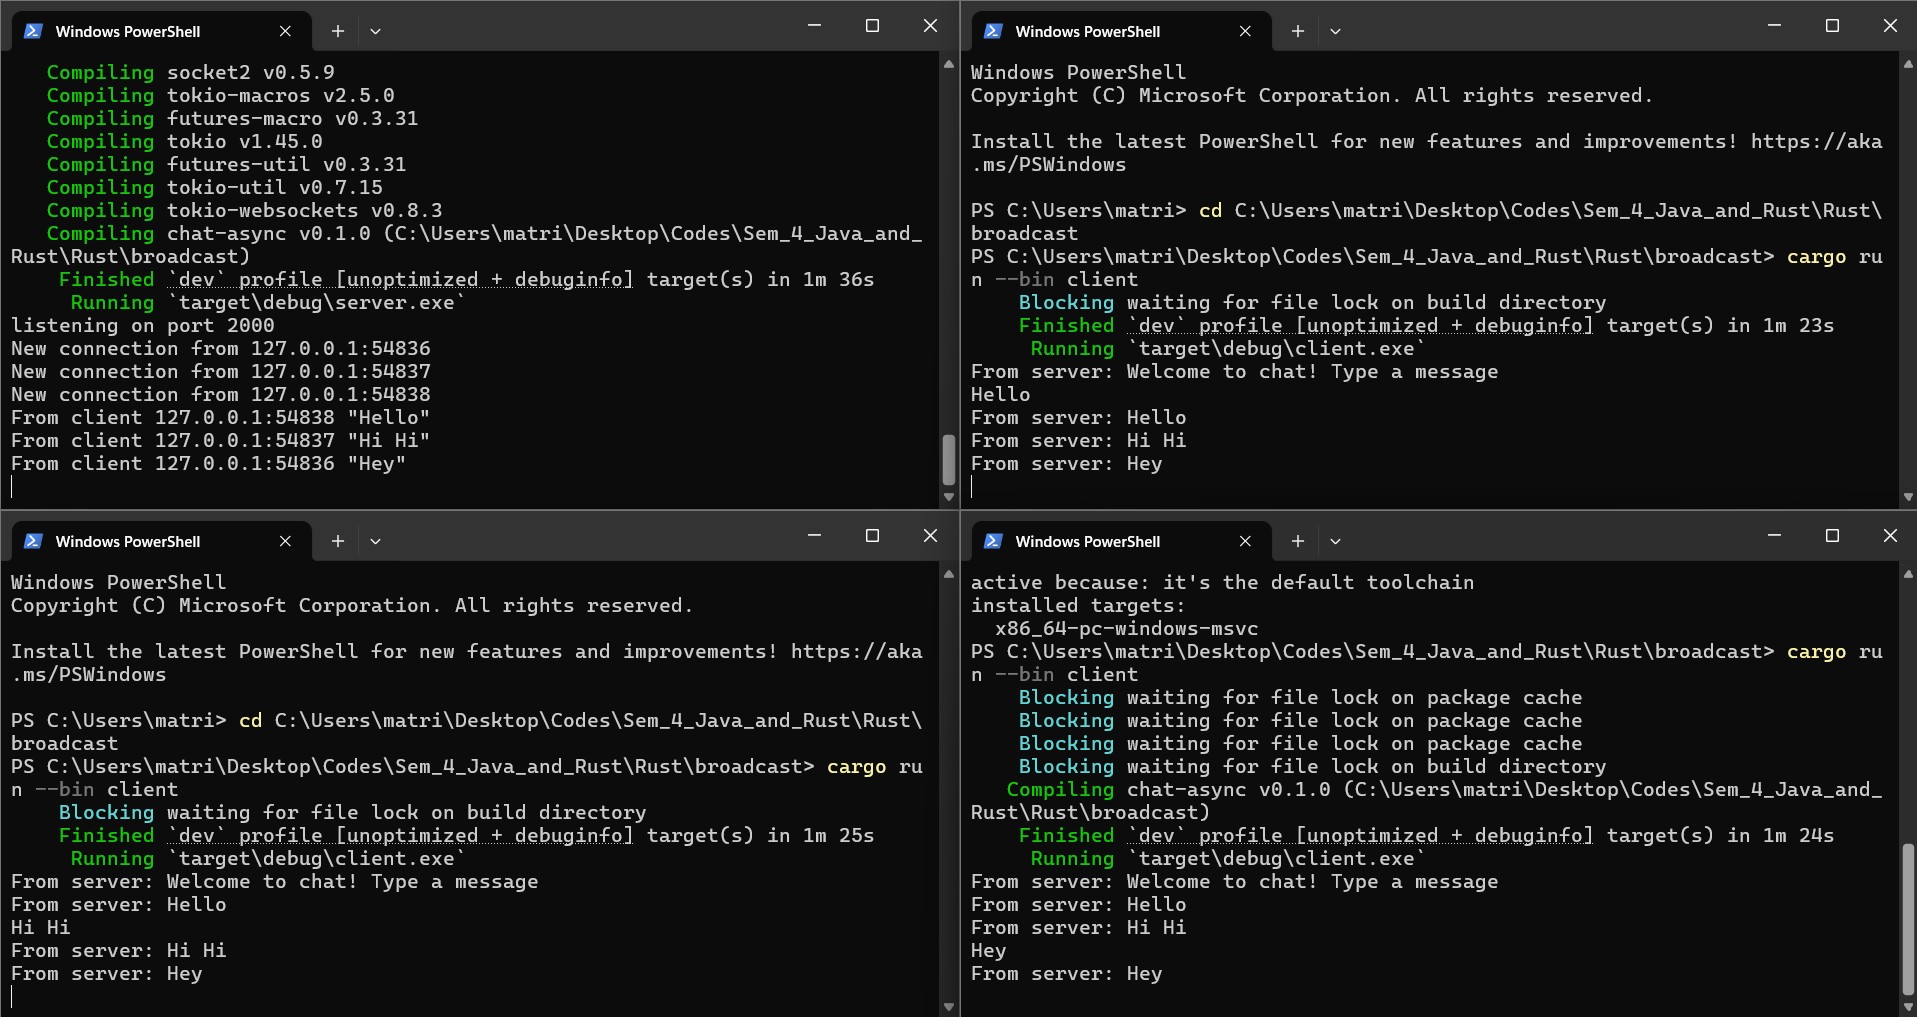 Windows PowerShell
Compiling socket2 v0.5.9
Compiling tokio-macros v2.5.0
Compiling futures-macro v0.3.31
Compiling tokio v1.45.0
Compiling futures-util v0.3.31
Compiling tokio-util v0.7.15
Compiling tokio-websockets v0.8.3
Compiling chat-async v0.1.0 (C:\Users\matri\Desktop\Codes\Sem_4_Java_and_
Rust\Rust\broadcast)
Finished `dev` profile [unoptimized + debuginfo] target(s) in 1m 36s
Running `target\debug\server.exe`
listening on port 2000
New connection from 127.0.0.1:54836
New connection from 127.0.0.1:54837
New connection from 127.0.0.1:54838
From client 127.0.0.1:54838 "Hello"
From client 127.0.0.1:54837 "Hi Hi"
From client 127.0.0.1:54836 "Hey"
Windows PowerShell
Windows PowerShell
Copyright (C) Microsoft Corporation. All rights reserved.
Install the latest PowerShell for new features and improvements! https://aka
.ms/PSWindows
PS C:\Users\matri> cd C:\Users\matri\Desktop\Codes\Sem_4_Java_and_Rust\Rust\
broadcast
PS C:\Users\matri\Desktop\Codes\Sem_4_Java_and_Rust\Rust\broadcast> cargo ru
n --bin client
Blocking waiting for file lock on build directory
Finished `dev` profile [unoptimized + debuginfo] target(s) in 1m 23s
Running `target\debug\client.exe`
From server: Welcome to chat! Type a message
Hello
From server: Hello
From server: Hi Hi
From server: Hey
Windows PowerShell
Windows PowerShell
Copyright (C) Microsoft Corporation. All rights reserved.
Install the latest PowerShell for new features and improvements! https://aka
.ms/PSWindows
PS C:\Users\matri> cd C:\Users\matri\Desktop\Codes\Sem_4_Java_and_Rust\Rust\
broadcast
PS C:\Users\matri\Desktop\Codes\Sem_4_Java_and_Rust\Rust\broadcast> cargo ru
n --bin client
Blocking waiting for file lock on build directory
Finished `dev` profile [unoptimized + debuginfo] target(s) in 1m 25s
Running `target\debug\client.exe`
From server: Welcome to chat! Type a message
From server: Hello
Hi Hi
From server: Hi Hi
From server: Hey
Windows PowerShell
active because: it's the default toolchain
installed targets:
x86_64-pc-windows-msvc
PS C:\Users\matri\Desktop\Codes\Sem_4_Java_and_Rust\Rust\broadcast> cargo ru
n --bin client
Blocking waiting for file lock on package cache
Blocking waiting for file lock on package cache
Blocking waiting for file lock on package cache
Blocking waiting for file lock on build directory
Compiling chat-async v0.1.0 (C:\Users\matri\Desktop\Codes\Sem_4_Java_and_
Rust\Rust\broadcast)
Finished `dev` profile [unoptimized + debuginfo] target(s) in 1m 24s
Running `target\debug\client.exe`
From server: Welcome to chat! Type a message
From server: Hello
From server: Hi Hi
Hey
From server: Hey